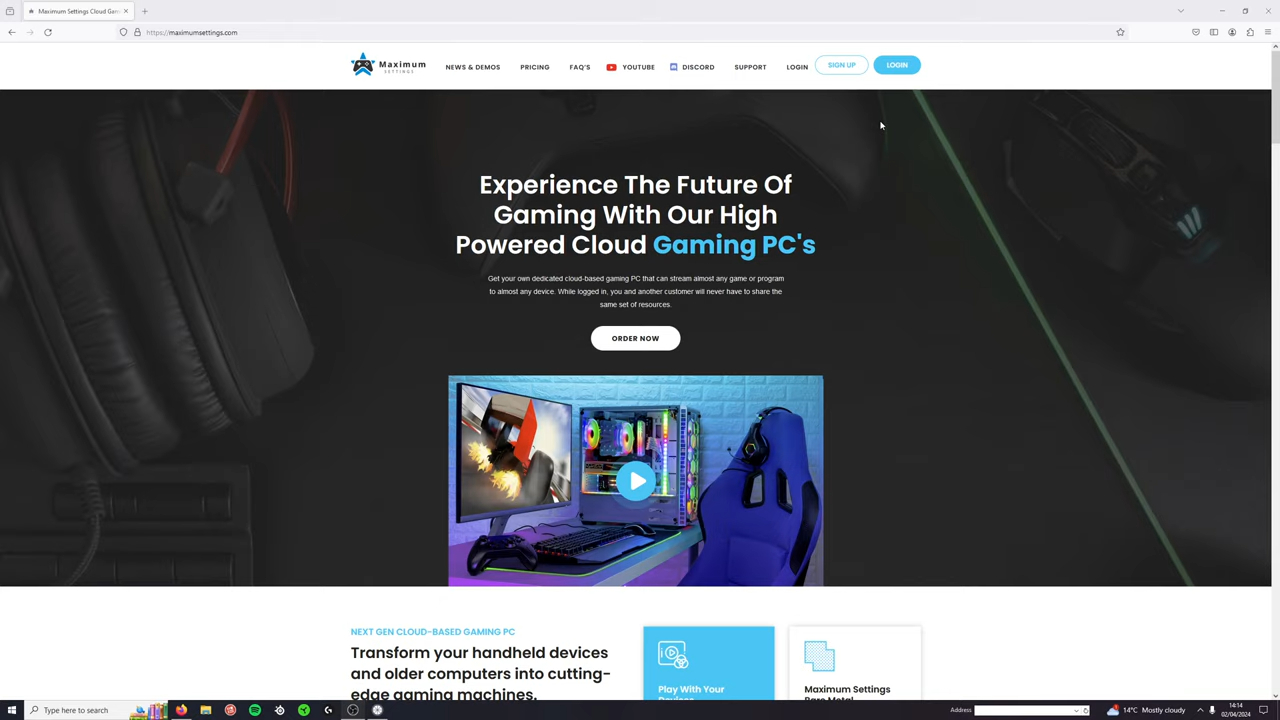 Maximum Settings Cloud Gam
https://maximumsettings.com
Maximum
SETTINGS
NEWS & DEMOS
PRICING
FAQ'S
YOUTUBE
DISCORD
SUPPORT
LOGIN
SIGN UP
LOGIN
Experience The Future Of
Gaming With Our High
Powered Cloud Gaming PC's
Get your own dedicated cloud-based gaming PC that can stream almost any game or program
to almost any device. While logged in, you and another customer will never have to share the
same set of resources.
ORDER NOW
NEXT GEN CLOUD-BASED GAMING PC
Transform your handheld devices
and older computers into cutting-
edge gaming machines.
Play With Your
Maximum Settings
Type here to search
Address
14°C Mostly cloudy
14:14
02/04/2024